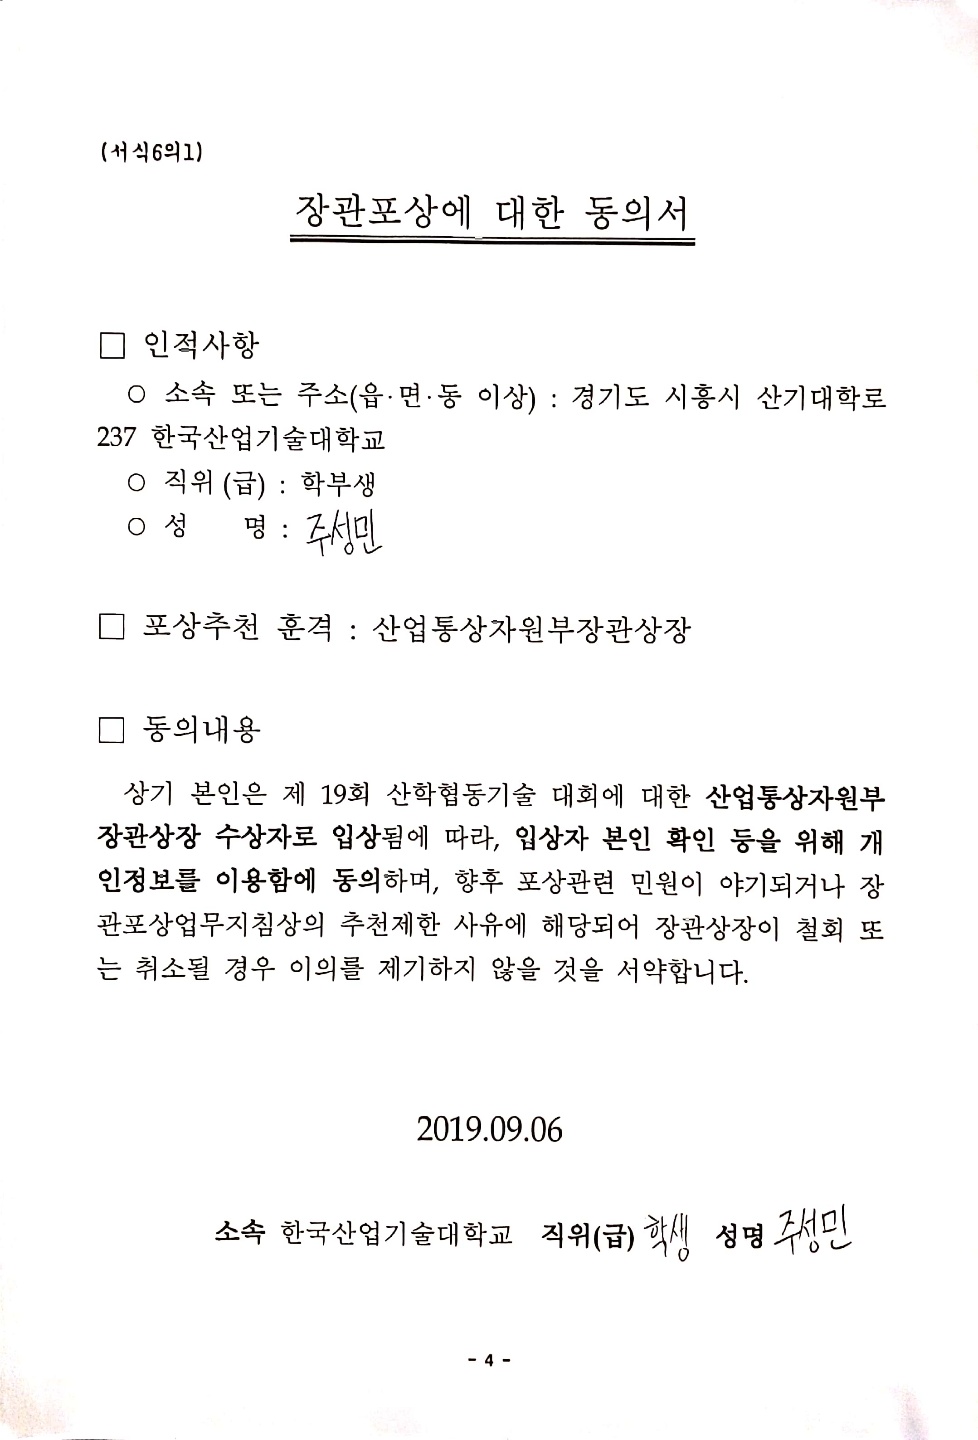 (서식6의1)
장관포상에 대한 동의서
□ 인적사항
○ 소속 또는 주소(읍·면·동 이상) : 경기도 시흥시 산기대학로
237 한국산업기술대학교
○ 직위(급) : 학부생
○ 성 명 : 주성민
□ 포상추천 훈격 : 산업통상자원부장관상장
□ 동의내용
상기 본인은 제 19회 산학협동기술 대회에 대한 산업통상자원부
장관상장 수상자로 입상됨에 따라, 입상자 본인 확인 등을 위해 개
인정보를 이용함에 동의하며, 향후 포상관련 민원이 야기되거나 장
관포상업무지침상의 추천제한 사유에 해당되어 장관상장이 철회 또
는 취소될 경우 이의를 제기하지 않을 것을 서약합니다.
2019.09.06
소속 한국산업기술대학교 직위(급) 학생 성명 주성민
- 4 -